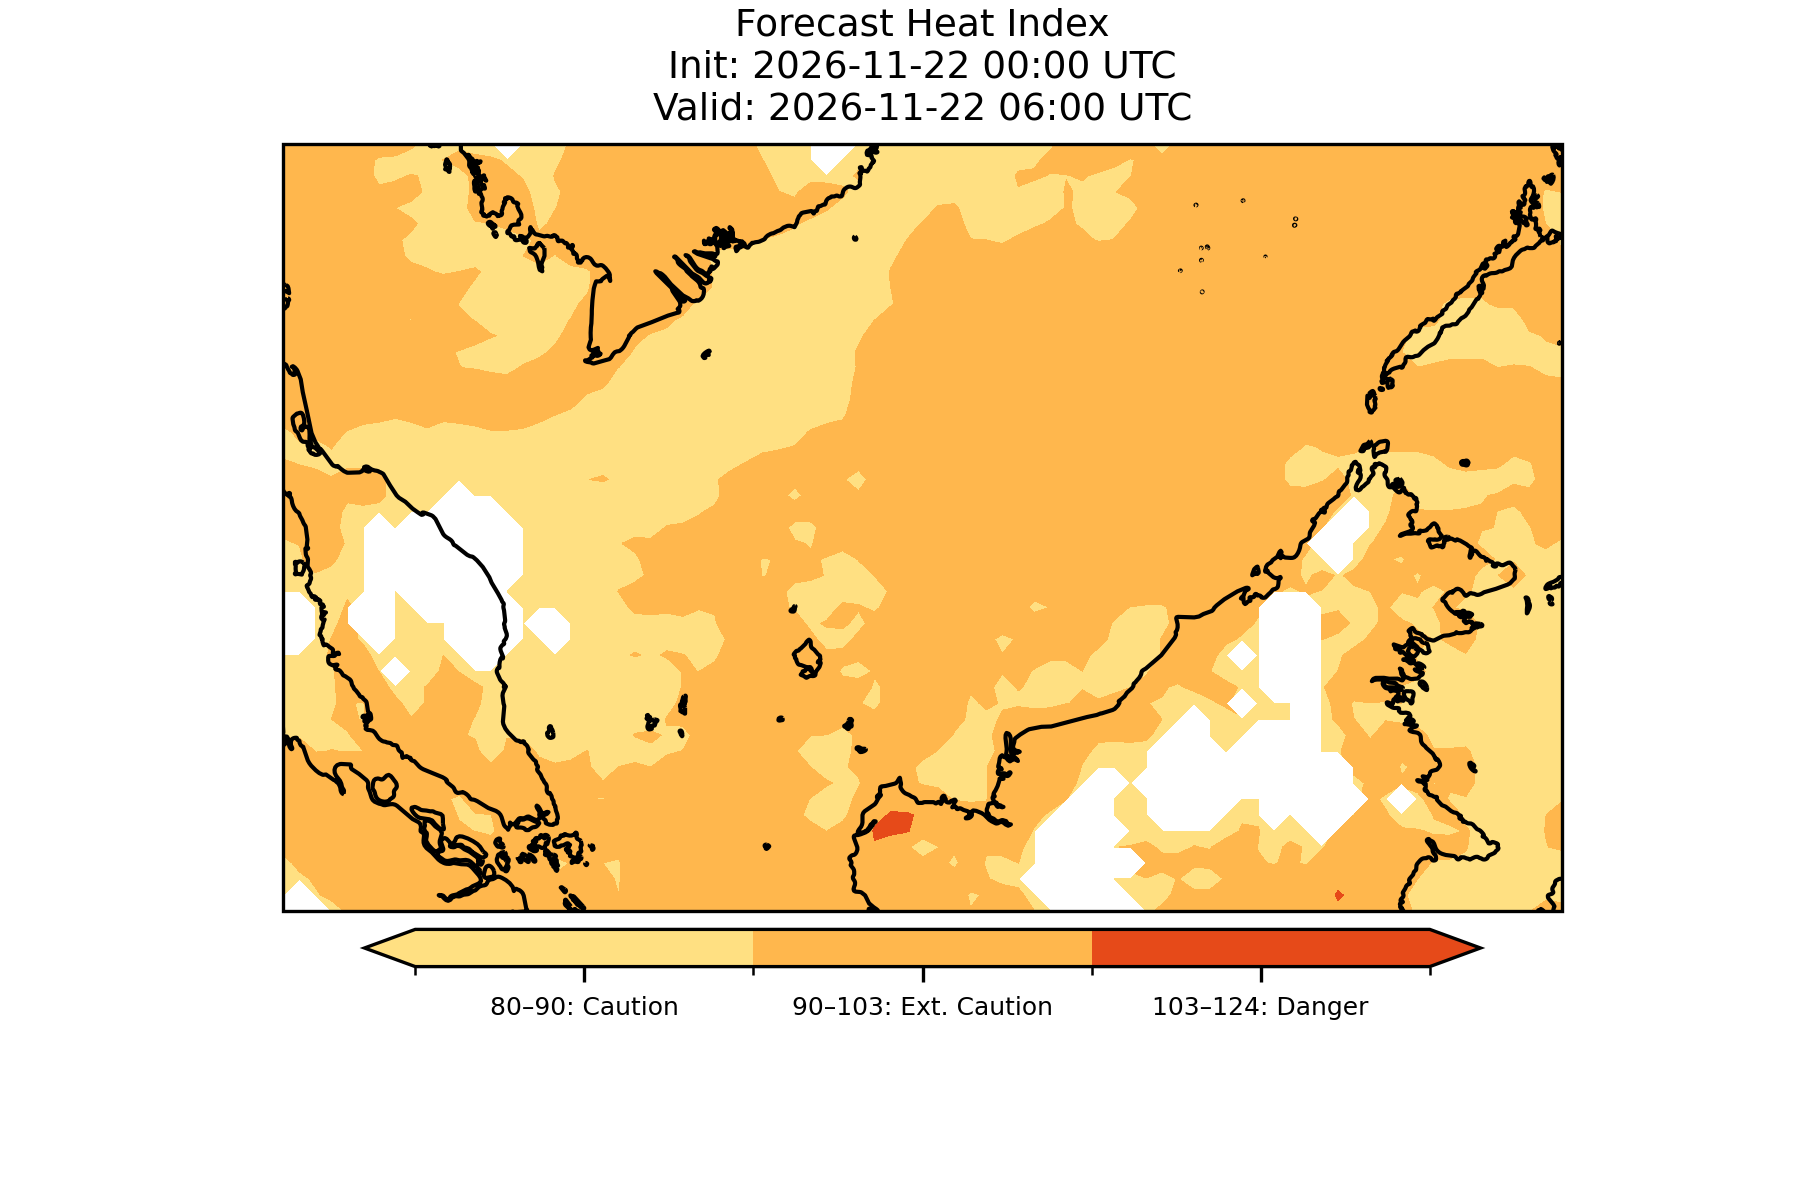 Forecast Heat Index
Init: 2026-11-22 00:00 UTC
Valid: 2026-11-22 06:00 UTC
80–90: Caution
90–103: Ext. Caution
103–124: Danger